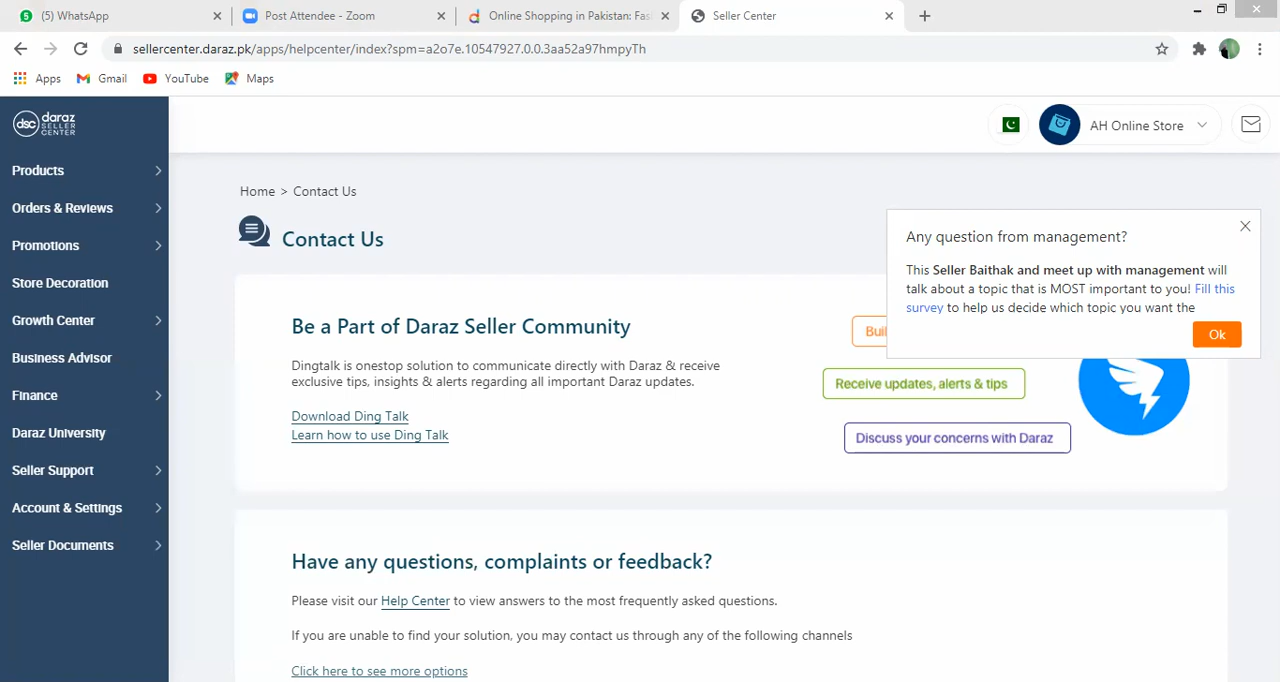 (5) WhatsApp
Post Attendee - Zoom
Online Shopping in Pakistan: Fas
Seller Center
sellercenter.daraz.pk/apps/helpcenter/index?spm=a2o7e.10547927.0.0.3aa52a97hmpyTh
Apps
Gmail
YouTube
Maps
dsc daraz
SELLER
CENTER
AH Online Store
Products
Orders & Reviews
Promotions
Store Decoration
Growth Center
Business Advisor
Finance
Daraz University
Seller Support
Account & Settings
Seller Documents
Home > Contact Us
Contact Us
Any question from management?
This Seller Baithak and meet up with management will
talk about a topic that is MOST important to you! Fill this
survey to help us decide which topic you want the
Ok
Be a Part of Daraz Seller Community
Dingtalk is onestop solution to communicate directly with Daraz & receive
exclusive tips, insights & alerts regarding all important Daraz updates.
Download Ding Talk
Learn how to use Ding Talk
Receive updates, alerts & tips
Discuss your concerns with Daraz
Have any questions, complaints or feedback?
Please visit our Help Center to view answers to the most frequently asked questions.
If you are unable to find your solution, you may contact us through any of the following channels
Click here to see more options